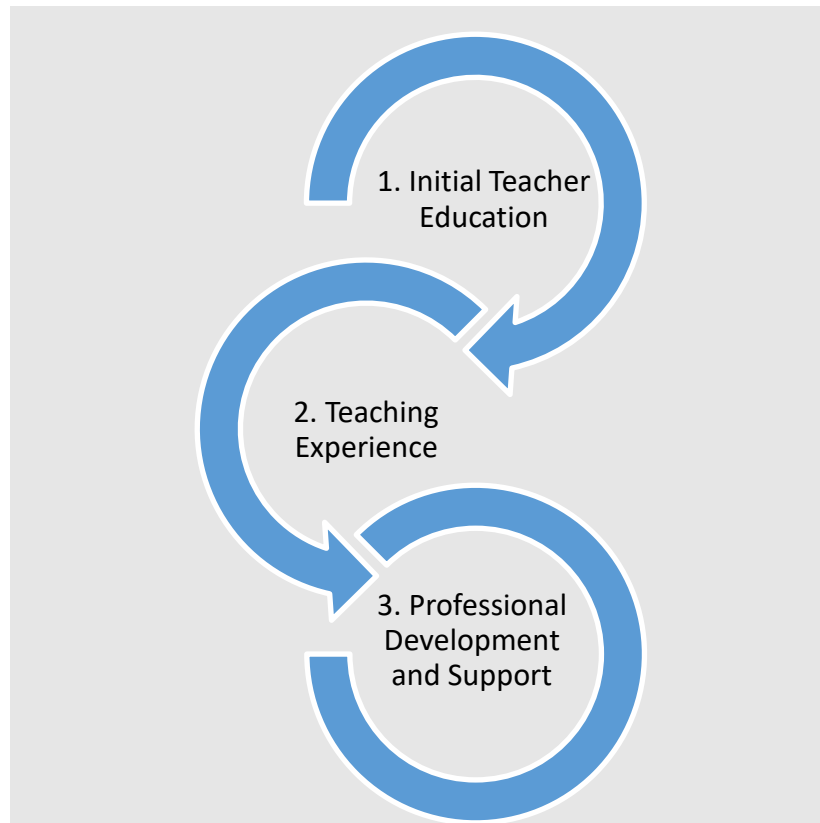 1. Initial Teacher
Education
2. Teaching
Experience
3. Professional
Development
and Support